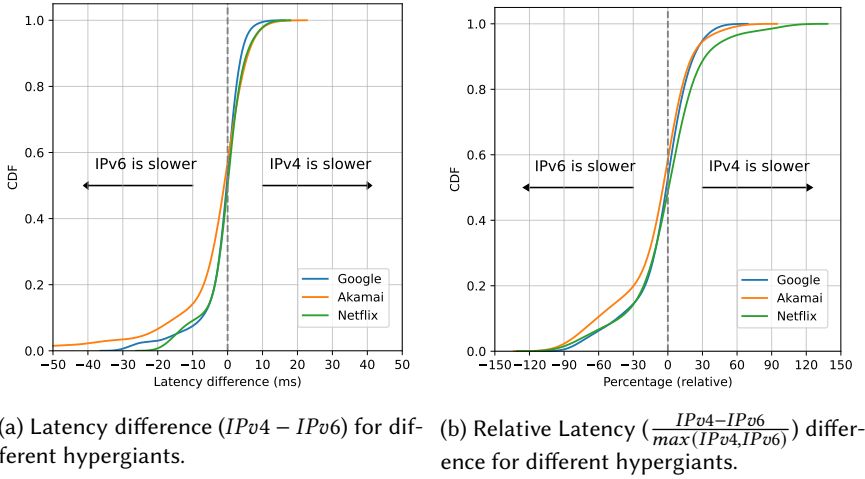 1.0
0.8
0.6
0.4
0.2
0.0
CDF
IPv6 is slower
IPv4 is slower
Google
Akamai
Netflix
−50 −40 −30 −20 −10 0 10 20 30 40 50
Latency difference (ms)
(a) Latency difference (IPv4 − IPv6) for dif-
ferent hypergiants.
1.0
0.8
0.6
0.4
0.2
0.0
CDF
IPv6 is slower
IPv4 is slower
Google
Akamai
Netflix
−150 −120 −90 −60 −30 0 30 60 90 120 150
Percentage (relative)
(b) Relative Latency (IPv4−IPv6 / max(IPv4,IPv6)) differ-
ence for different hypergiants.